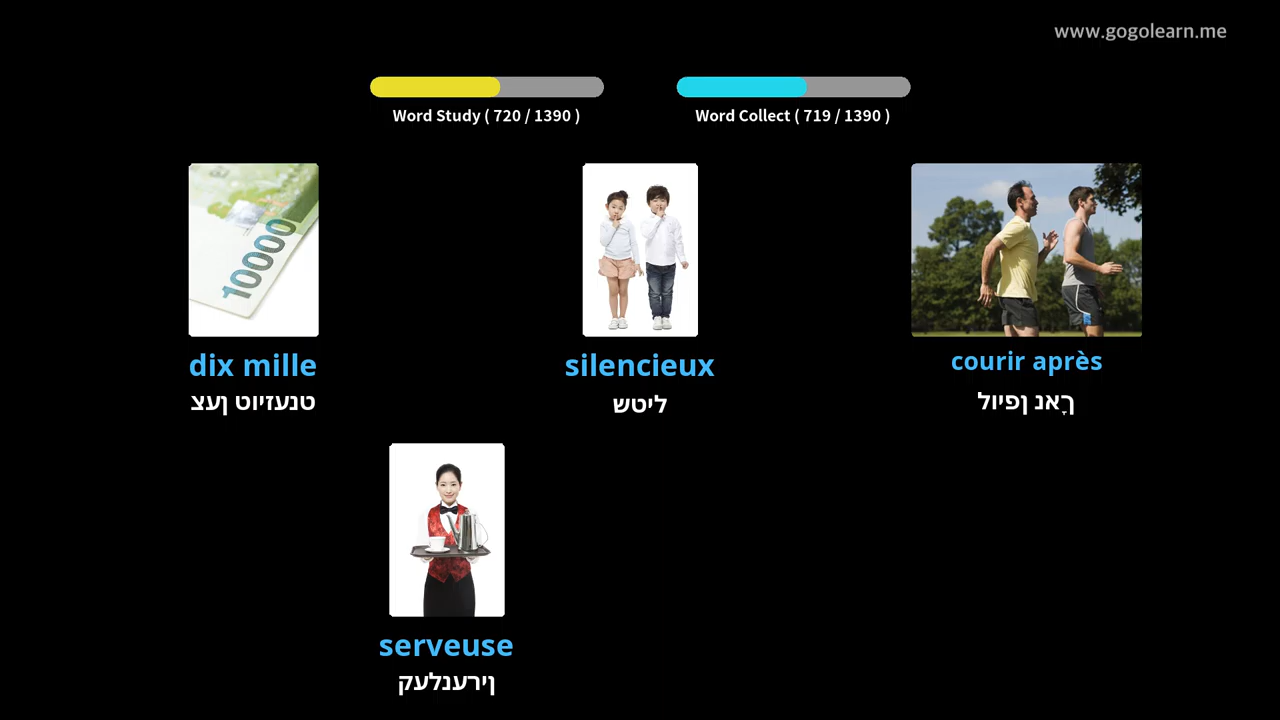 www.gogolearn.me
Word Study ( 720 / 1390 )
Word Collect ( 719 / 1390 )
dix mille
צען טויזענט
silencieux
שטיל
courir après
לויפן נאָך
serveuse
קעלנערין
10000